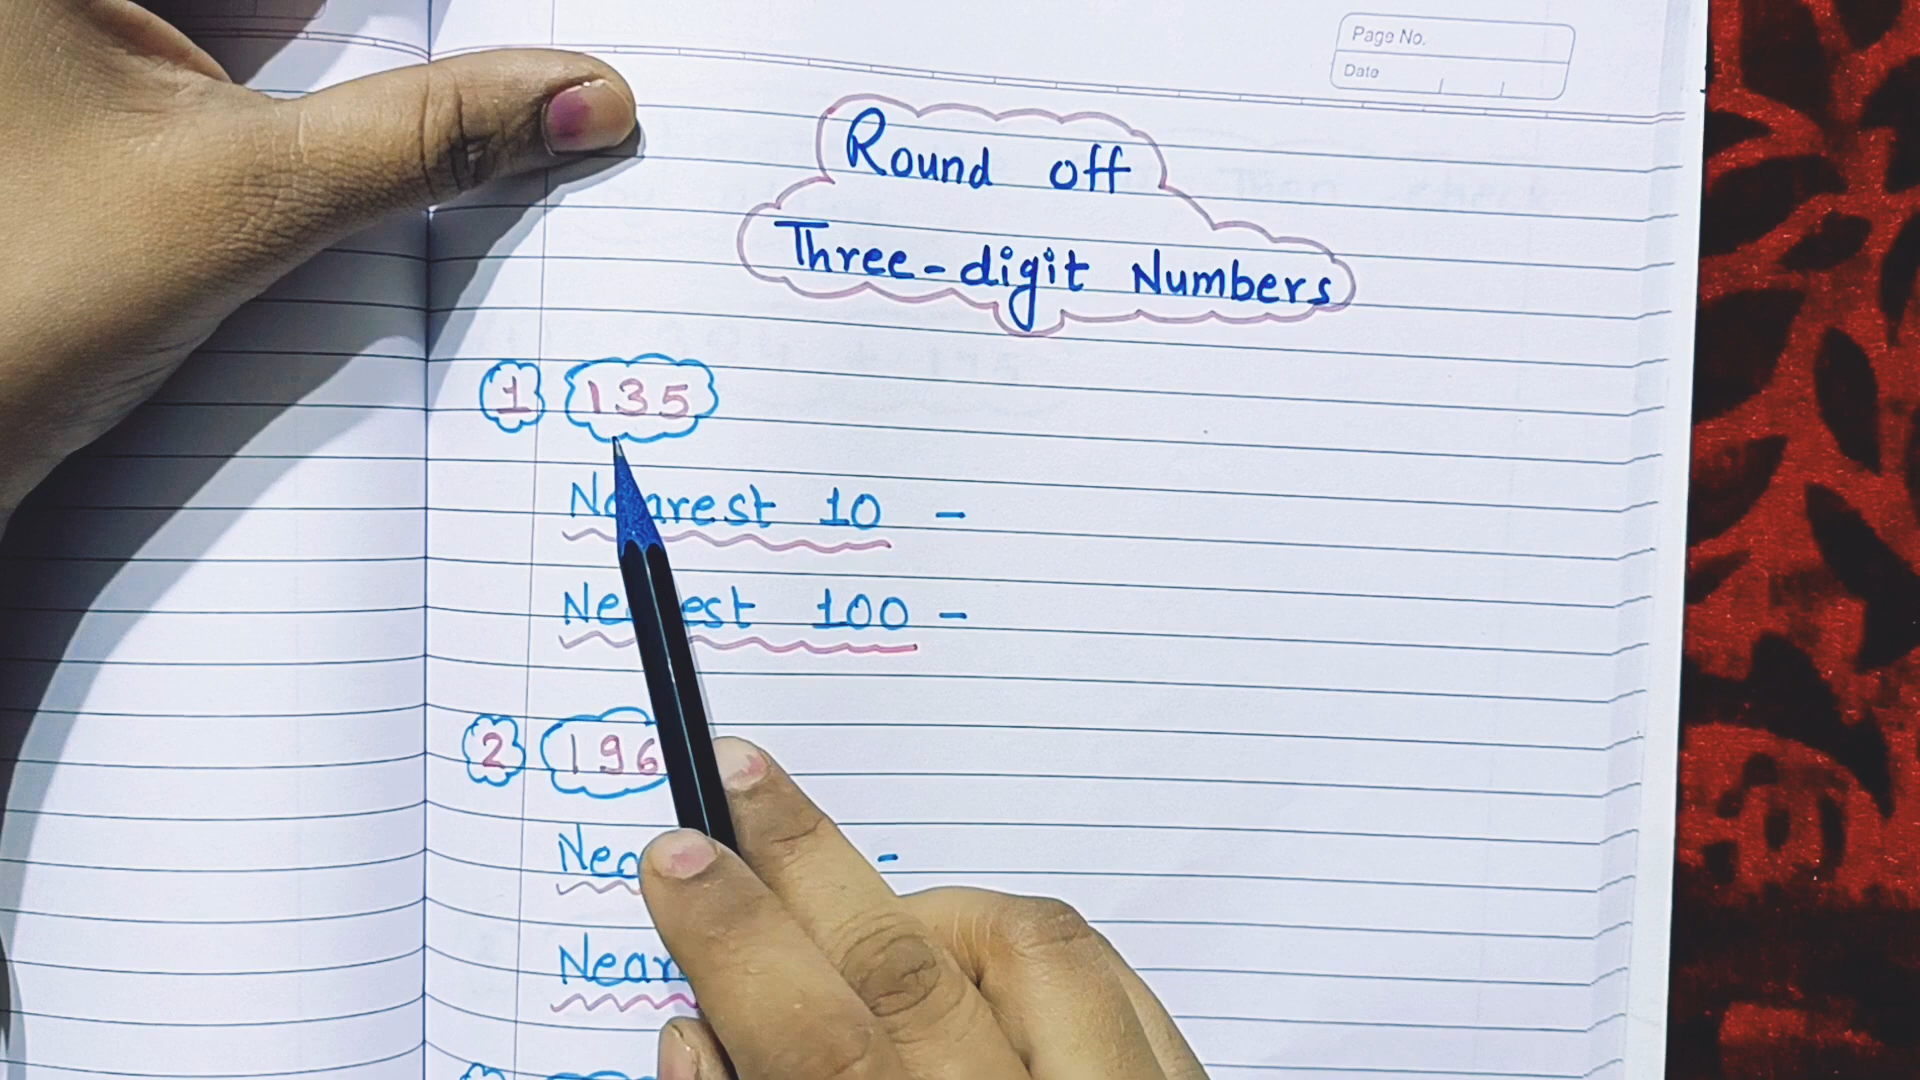 Page No.
Date
Round off
Three-digit Numbers
1 135
Nearest 10 -
Nearest 100 -
2 196
-